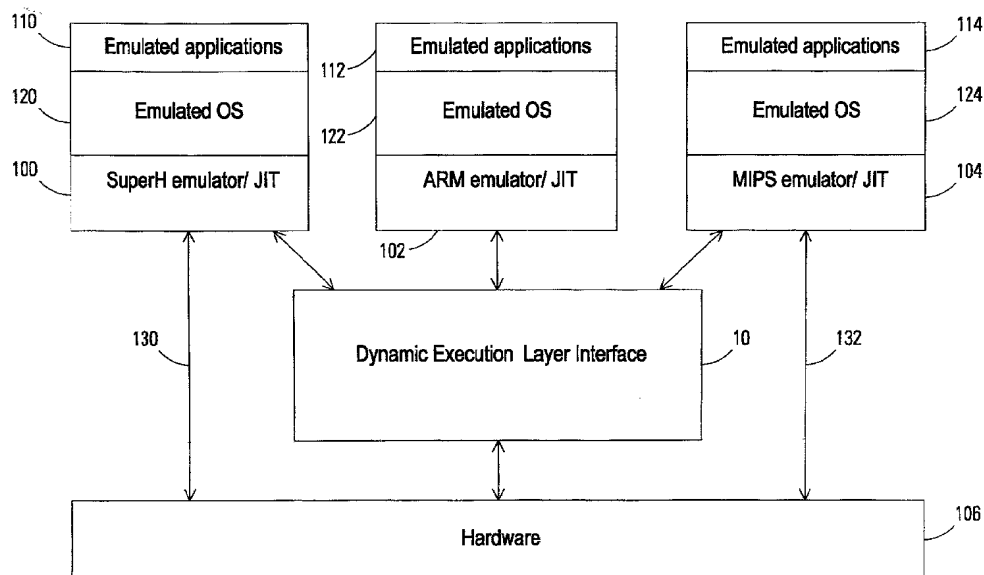 110
Emulated applications
Emulated applications
Emulated applications
114
112
120
Emulated OS
Emulated OS
Emulated OS
124
122
100
SuperH emulator/ JIT
ARM emulator/ JIT
MIPS emulator/ JIT
104
102
130
Dynamic Execution Layer Interface
10
132
Hardware
106